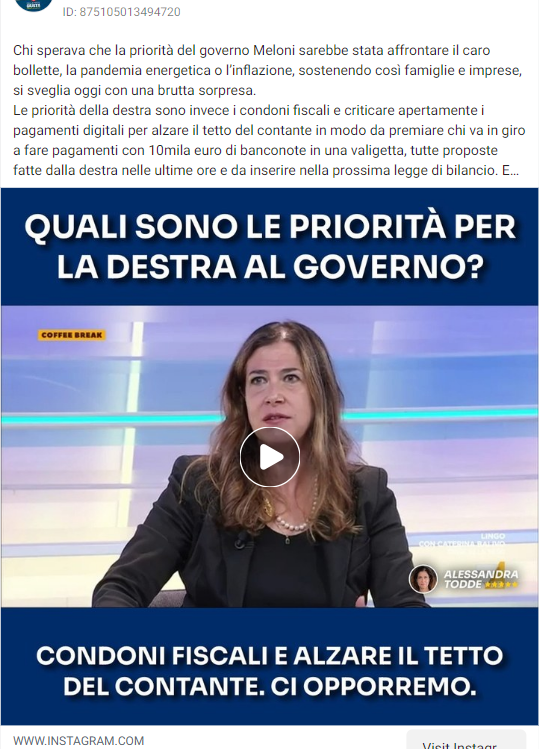 ID: 875105013494720
Chi sperava che la priorità del governo Meloni sarebbe stata affrontare il caro
bollette, la pandemia energetica o l'inflazione, sostenendo così famiglie e imprese,
si sveglia oggi con una brutta sorpresa.
Le priorità della destra sono invece i condoni fiscali e criticare apertamente i
pagamenti digitali per alzare il tetto del contante in modo da premiare chi va in giro
a fare pagamenti con 10mila euro di banconote in una valigetta, tutte proposte
fatte dalla destra nelle ultime ore e da inserire nella prossima legge di bilancio. E...
QUALI SONO LE PRIORITÀ PER
LA DESTRA AL GOVERNO?
COFFEE BREAK
LINGO
CON CATERINA BALIVO
ALESSANDRA
TODDE
CONDONI FISCALI E ALZARE IL TETTO
DEL CONTANTE. CI OPPORREMO.
WWW.INSTAGRAM.COM
Visit Instagr